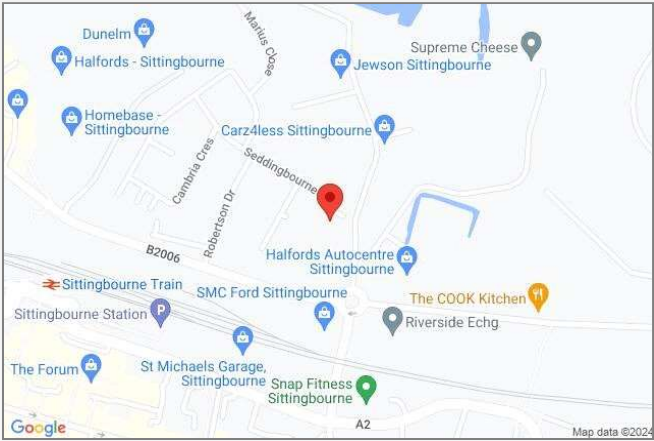 Dunelm
Marius Close
Halfords - Sittingbourne
Supreme Cheese
Jewson Sittingbourne
Homebase -
Sittingbourne
Carz4less Sittingbourne
Seddingbourne
Cambria Cres
Robertson Dr
B2006
Halfords Autocentre
Sittingbourne
Sittingbourne Train
SMC Ford Sittingbourne
The COOK Kitchen
Sittingbourne Station
P
Riverside Echg.
The Forum
St Michaels Garage,
Sittingbourne
Snap Fitness
Sittingbourne
A2
Google
Map data ©2024